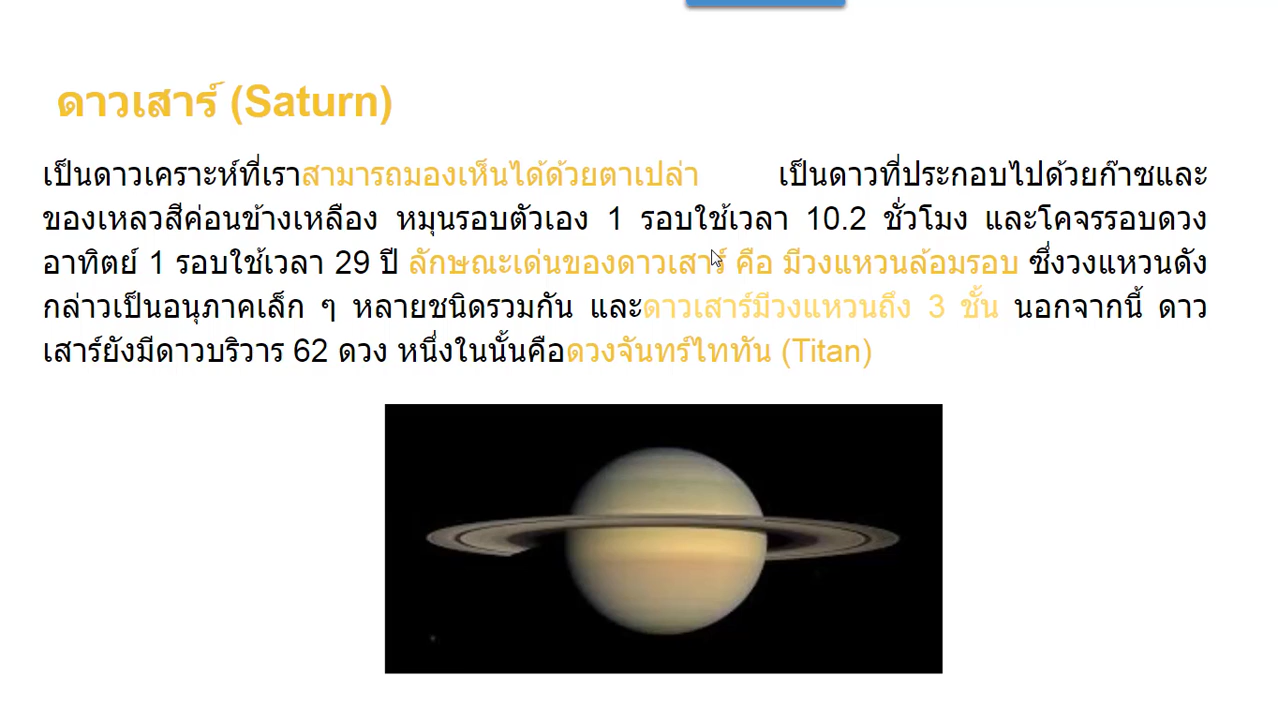 ดาวเสาร์ (Saturn)
เป็นดาวเคราะห์ที่เราสามารถมองเห็นได้ด้วยตาเปล่า เป็นดาวที่ประกอบไปด้วยก๊าซและ
ของเหลวสีค่อนข้างเหลือง หมุนรอบตัวเอง 1 รอบใช้เวลา 10.2 ชั่วโมง และโคจรรอบดวง
อาทิตย์ 1 รอบใช้เวลา 29 ปี ลักษณะเด่นของดาวเสาร์ คือ มีวงแหวนล้อมรอบ ซึ่งวงแหวนดัง
กล่าวเป็นอนุภาคเล็ก ๆ หลายชนิดรวมกัน และดาวเสาร์มีวงแหวนถึง 3 ชั้น นอกจากนี้ ดาว
เสาร์ยังมีดาวบริวาร 62 ดวง หนึ่งในนั้นคือดวงจันทร์ไททัน (Titan)